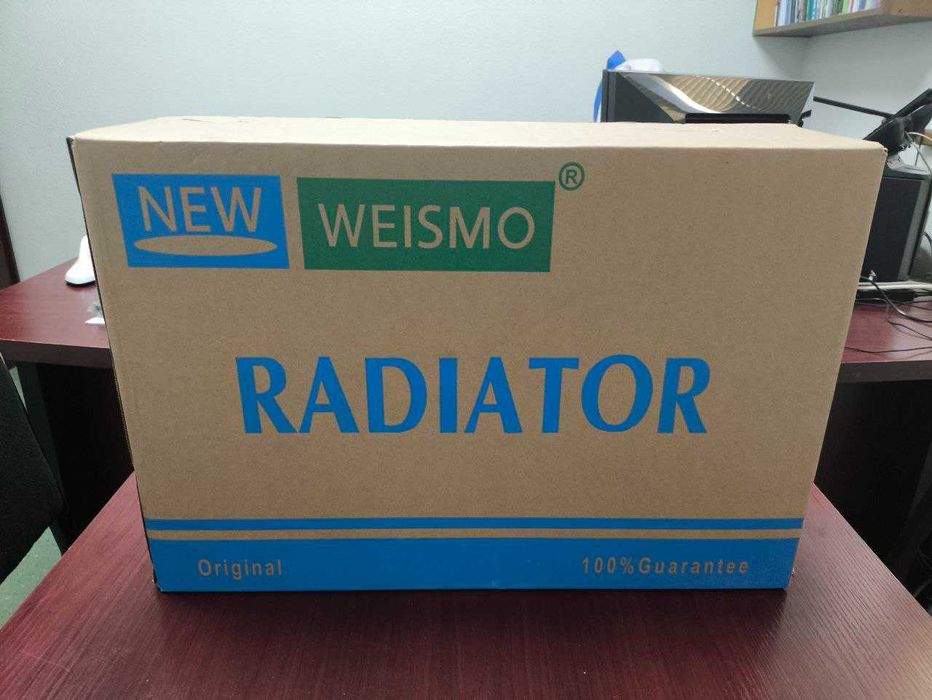 NEW WEISMO ®
RADIATOR
Original 100%Guarantee